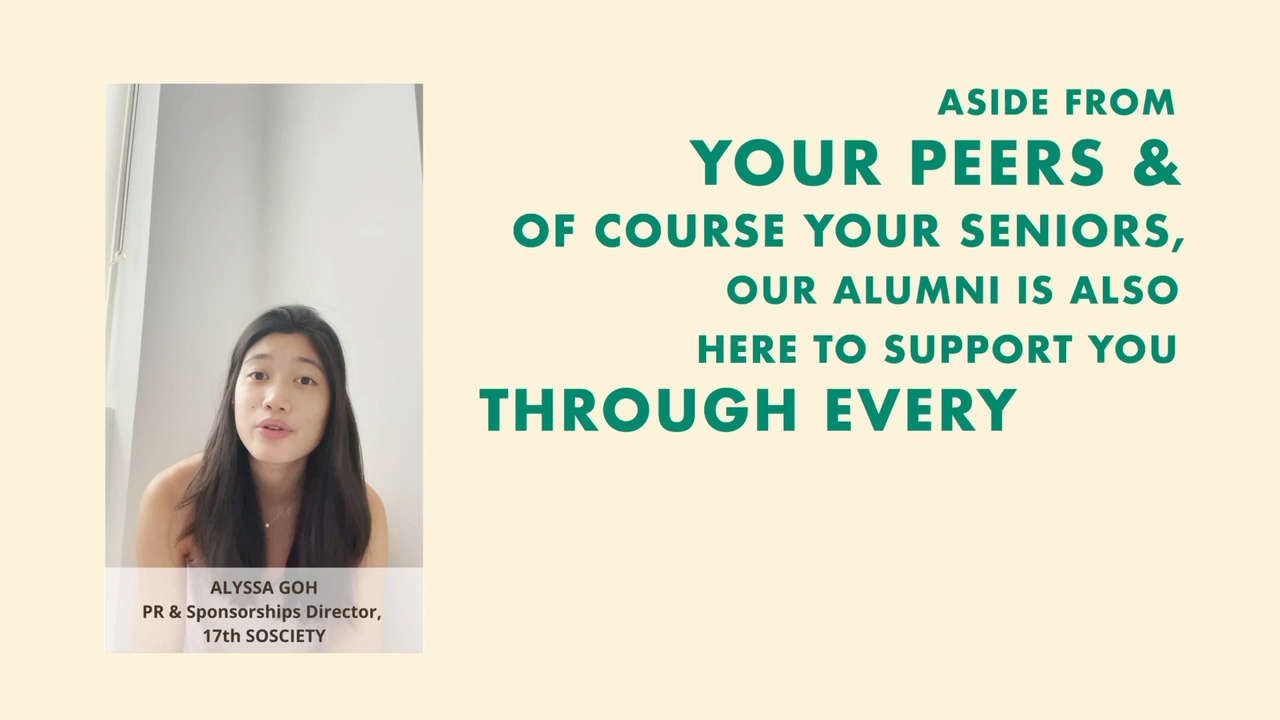 ASIDE FROM
YOUR PEERS &
OF COURSE YOUR SENIORS,
OUR ALUMNI IS ALSO
HERE TO SUPPORT YOU
THROUGH EVERY
ALYSSA GOH
PR & Sponsorships Director,
17th SOSCIETY